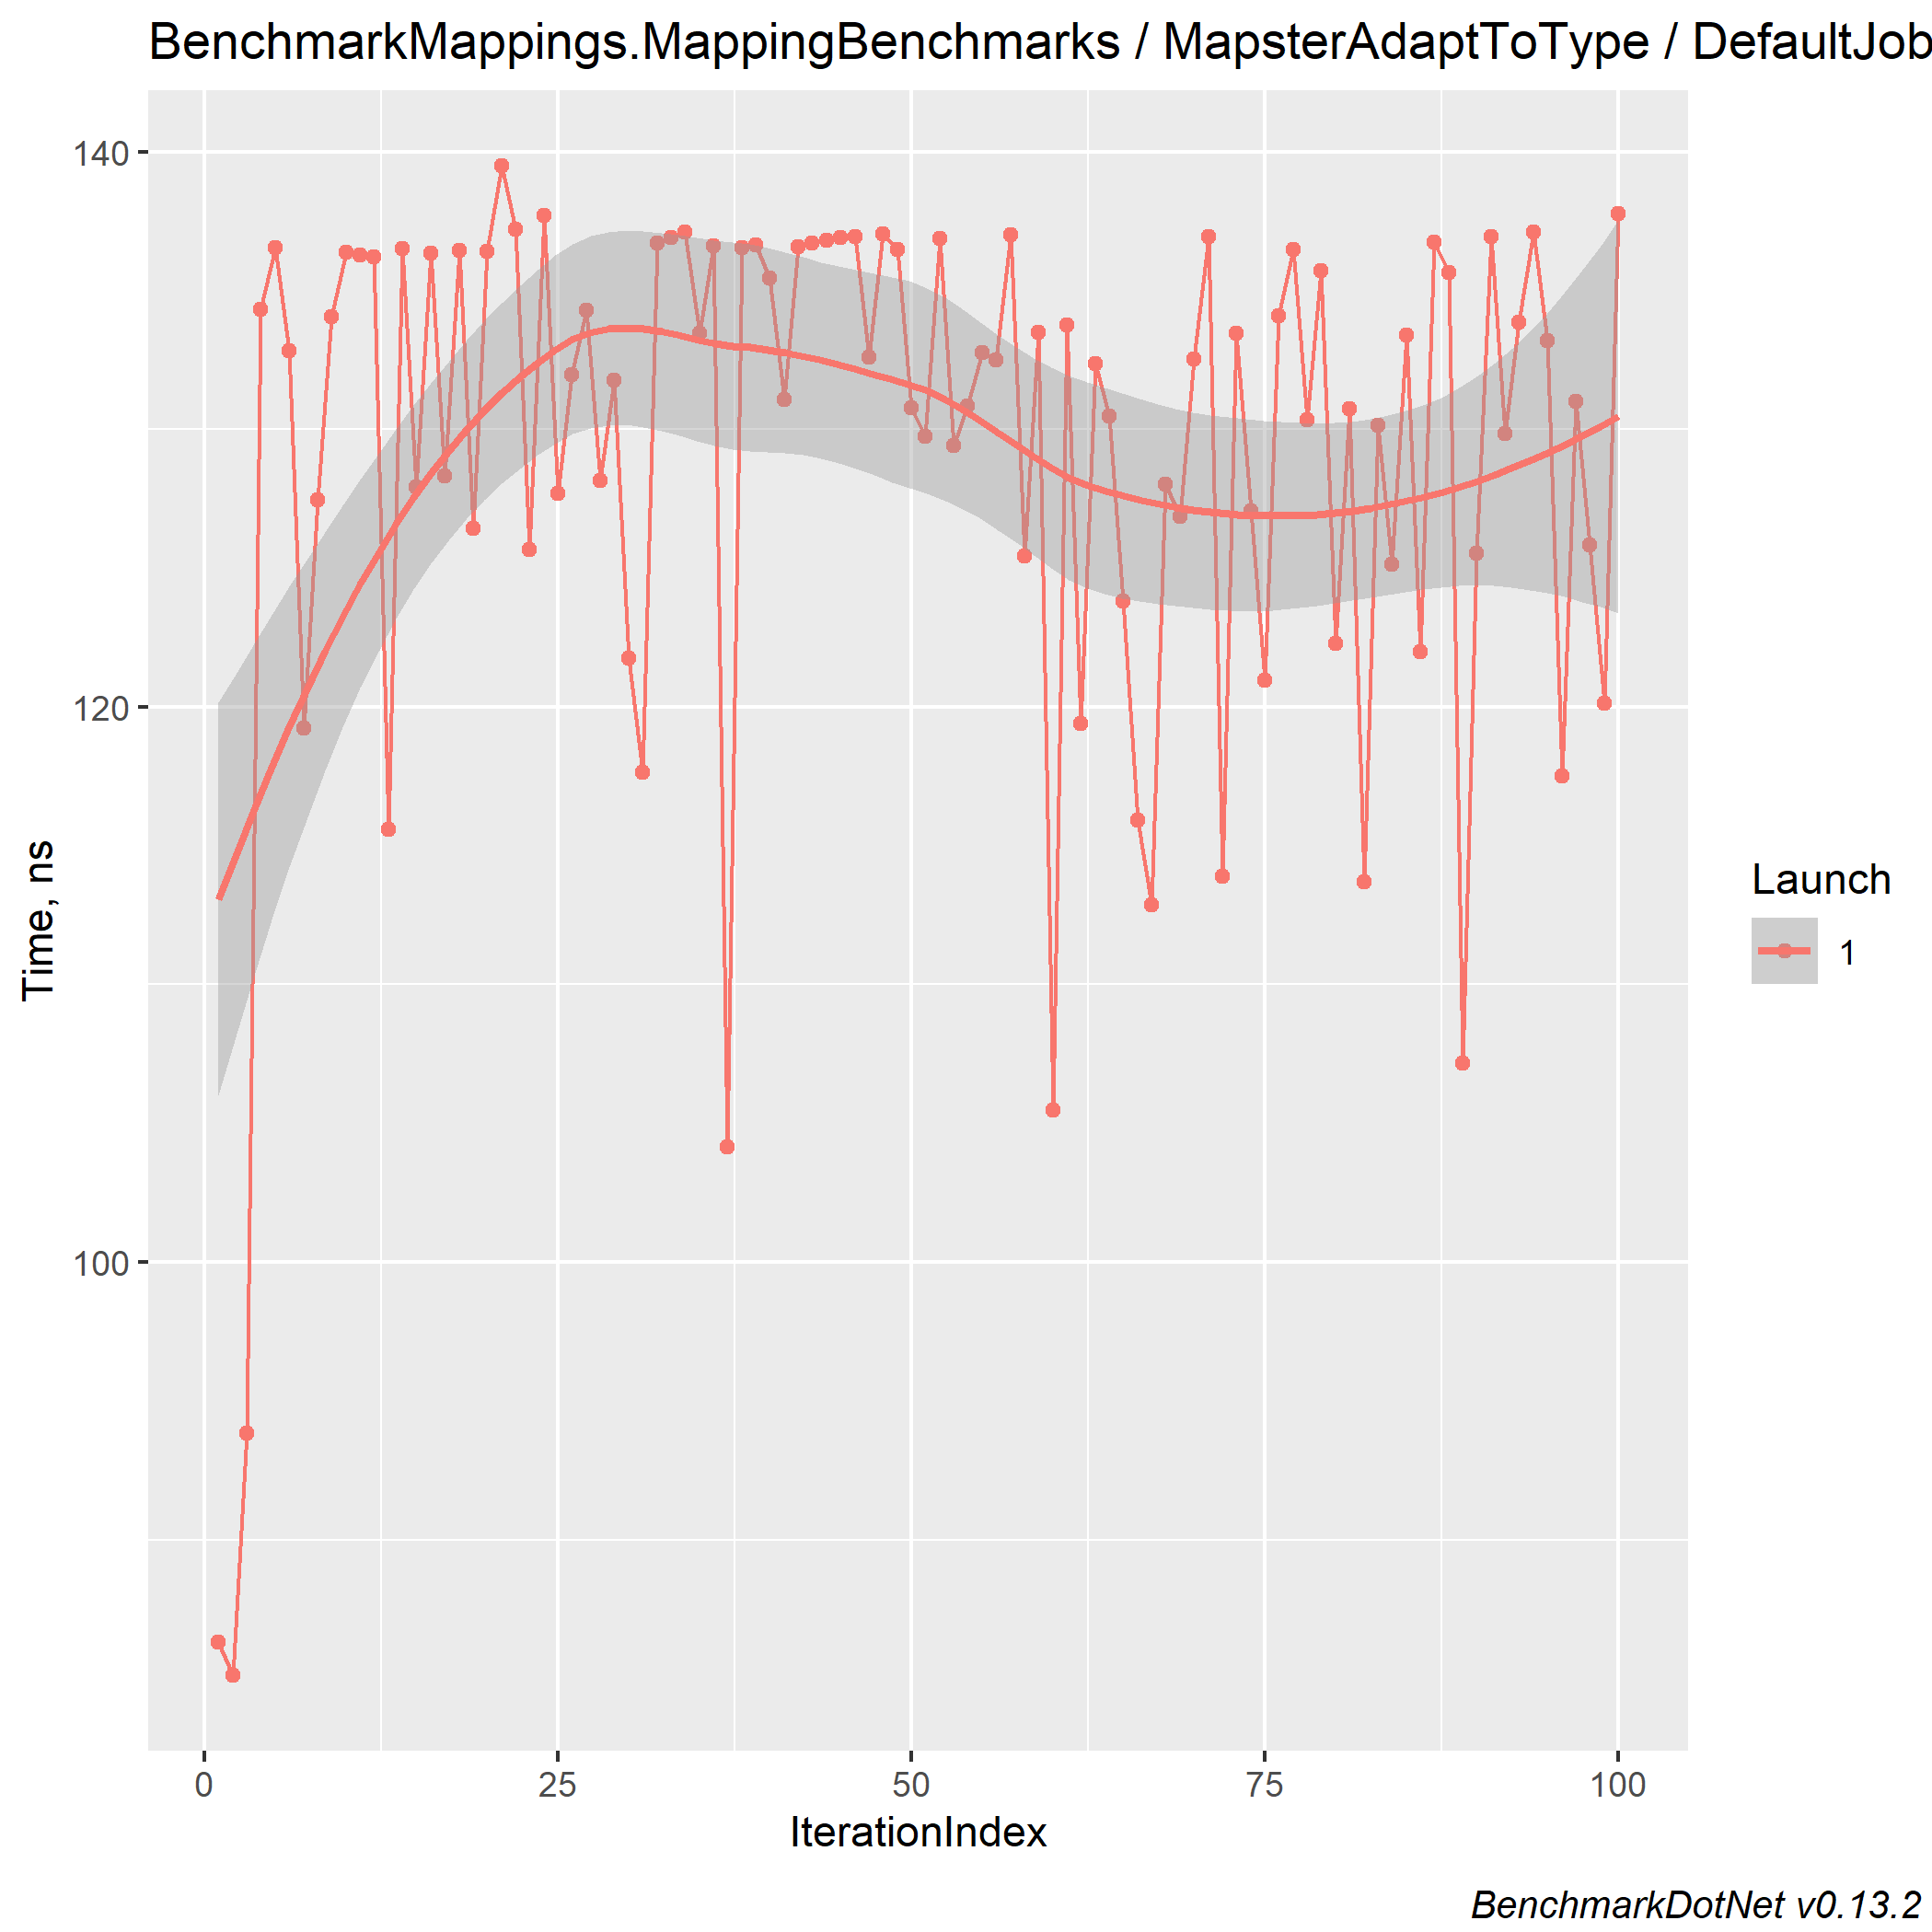 BenchmarkMappings.MappingBenchmarks / MapsterAdaptToType / DefaultJob
140
120
100
Time, ns
0 25 50 75 100
IterationIndex
Launch
1
BenchmarkDotNet v0.13.2